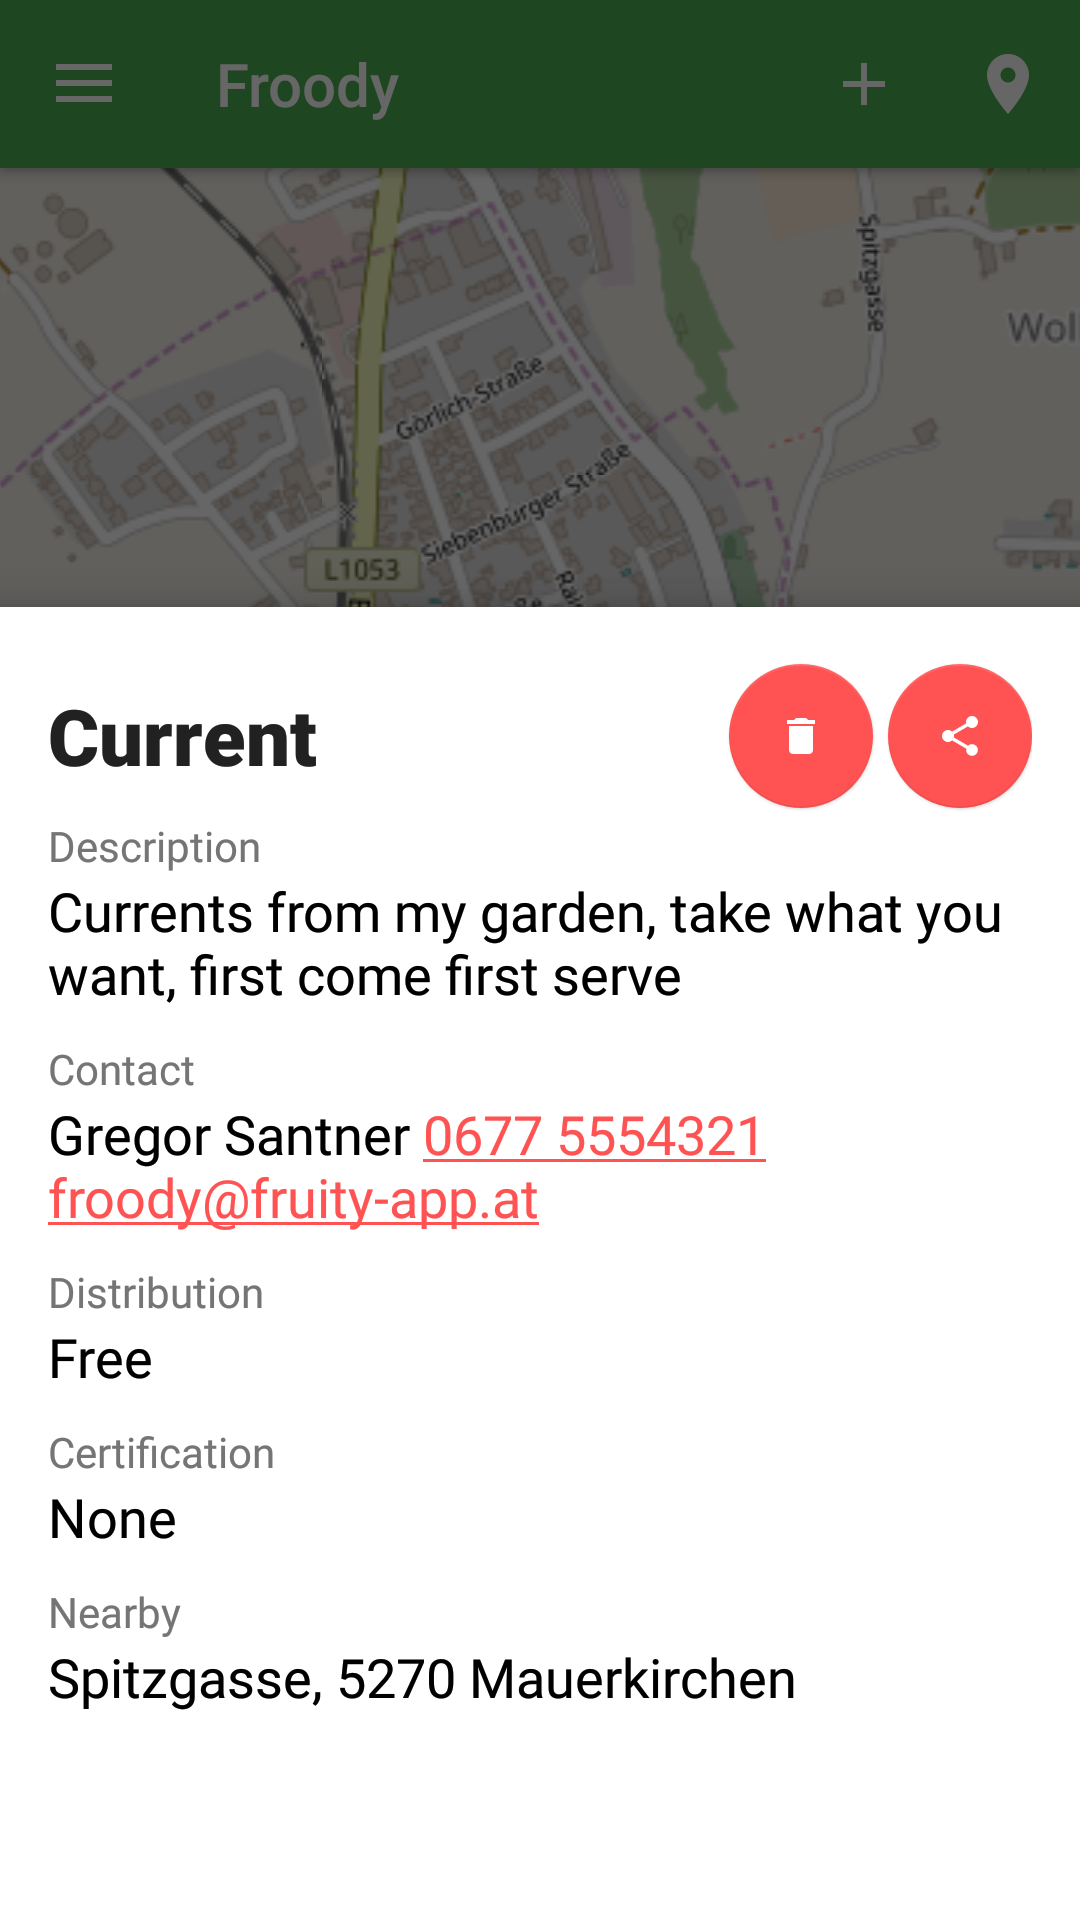 Froody
Spitzgasse
Wol
Görlich-Straße
Siebenbürger Straße
L1053
Current
Description
Currents from my garden, take what you
want, first come first serve
Contact
Gregor Santner 0677 5554321
froody@fruity-app.at
Distribution
Free
Certification
None
Nearby
Spitzgasse, 5270 Mauerkirchen